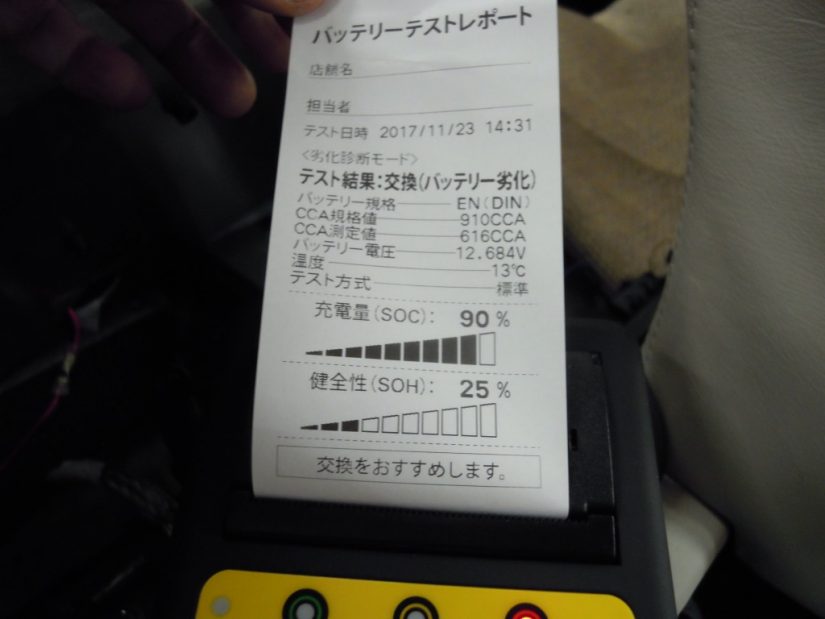 バッテリーテストレポート
店舗名
担当者
テスト日時 2017/11/23 14:31
<劣化診断モード>
テスト結果:交換(バッテリー劣化)
バッテリー規格 EN(DIN)
CCA規格値 910CCA
CCA測定値 616CCA
バッテリー電圧 12.684V
温度 13℃
テスト方式 標準
充電量(SOC): 90 %
健全性(SOH): 25 %
交換をおすすめします。